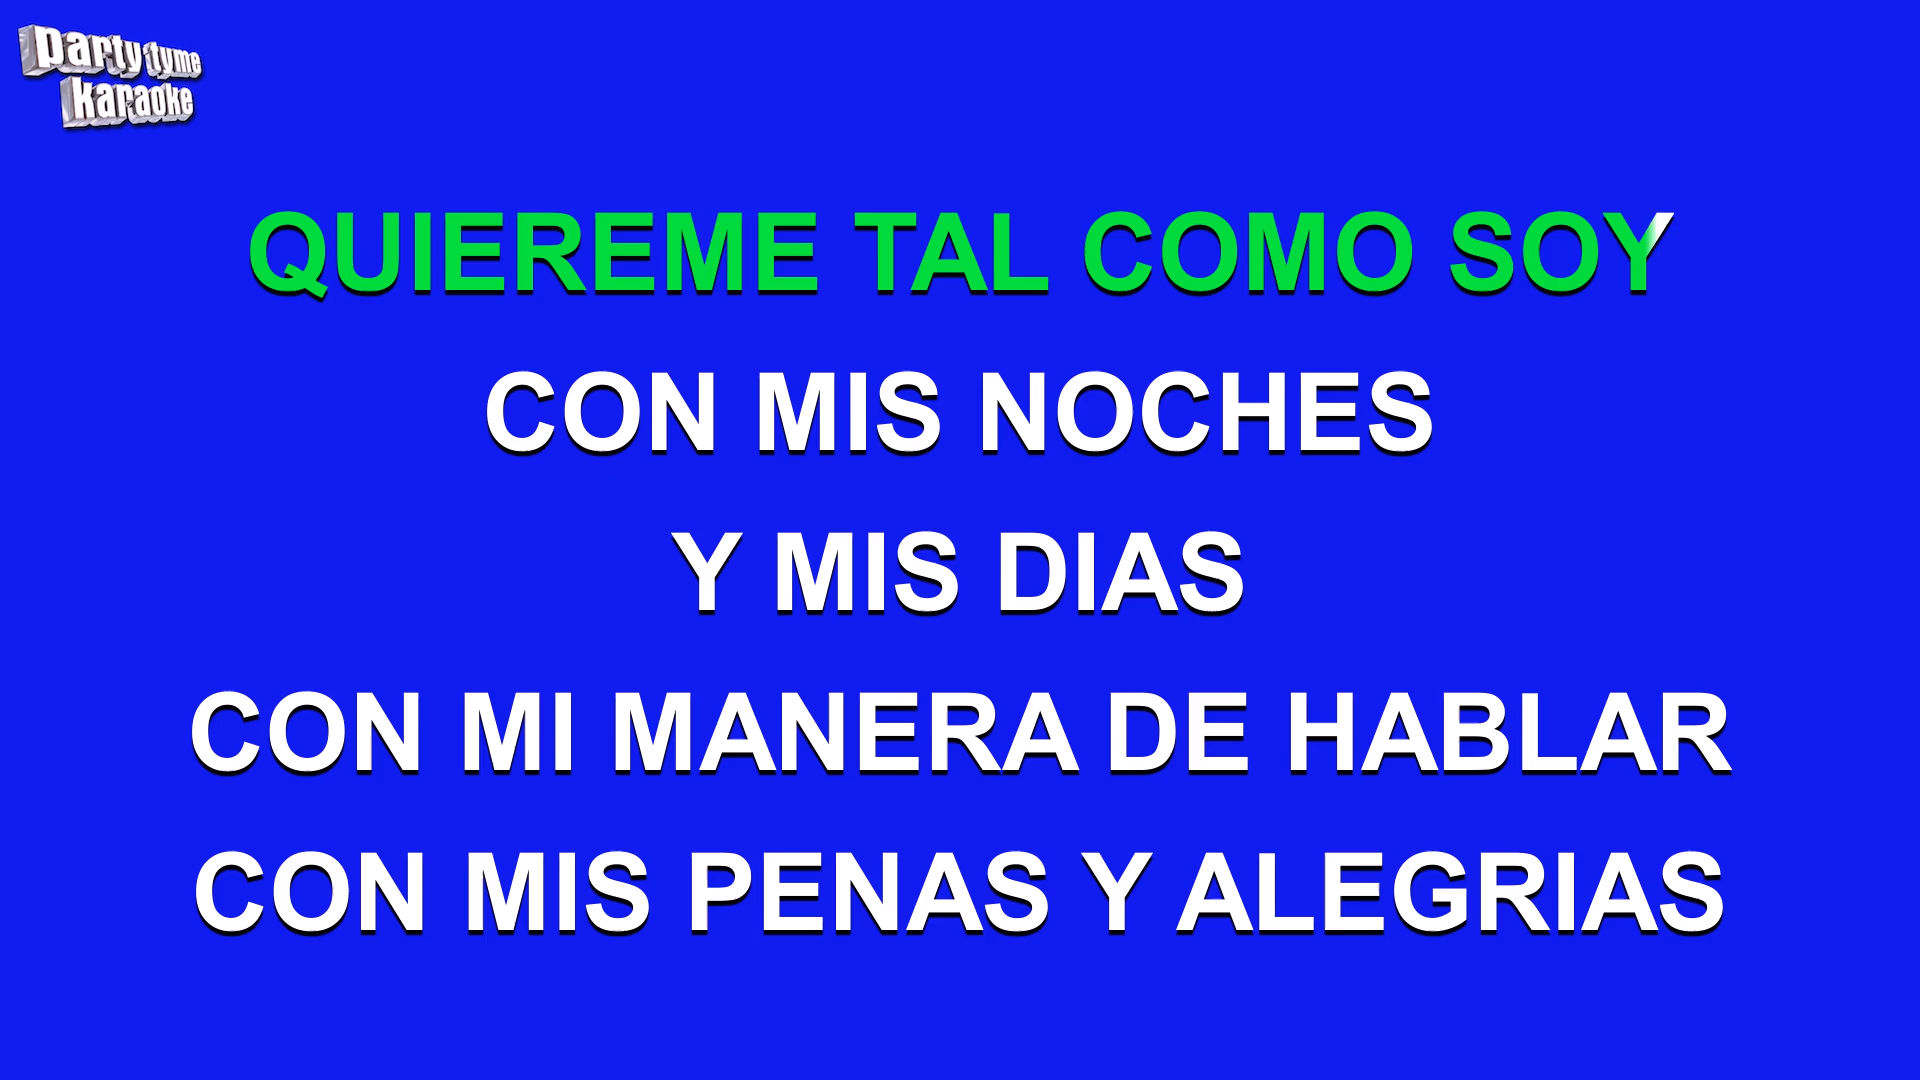 party tyme
karaoke
QUIEREME TAL COMO SOY
CON MIS NOCHES
Y MIS DIAS
CON MI MANERA DE HABLAR
CON MIS PENAS Y ALEGRIAS